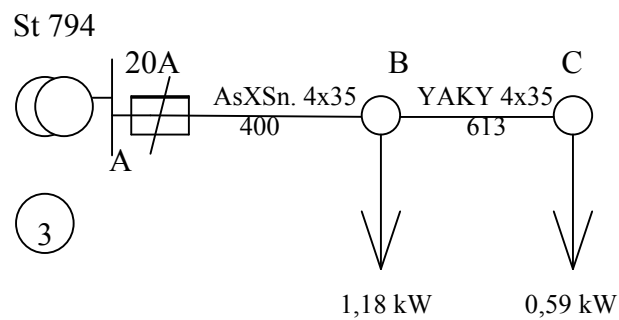 St 794
20A
B
C
AsXSn. 4x35
YAKY 4x35
400
613
A
3
1,18 kW
0,59 kW